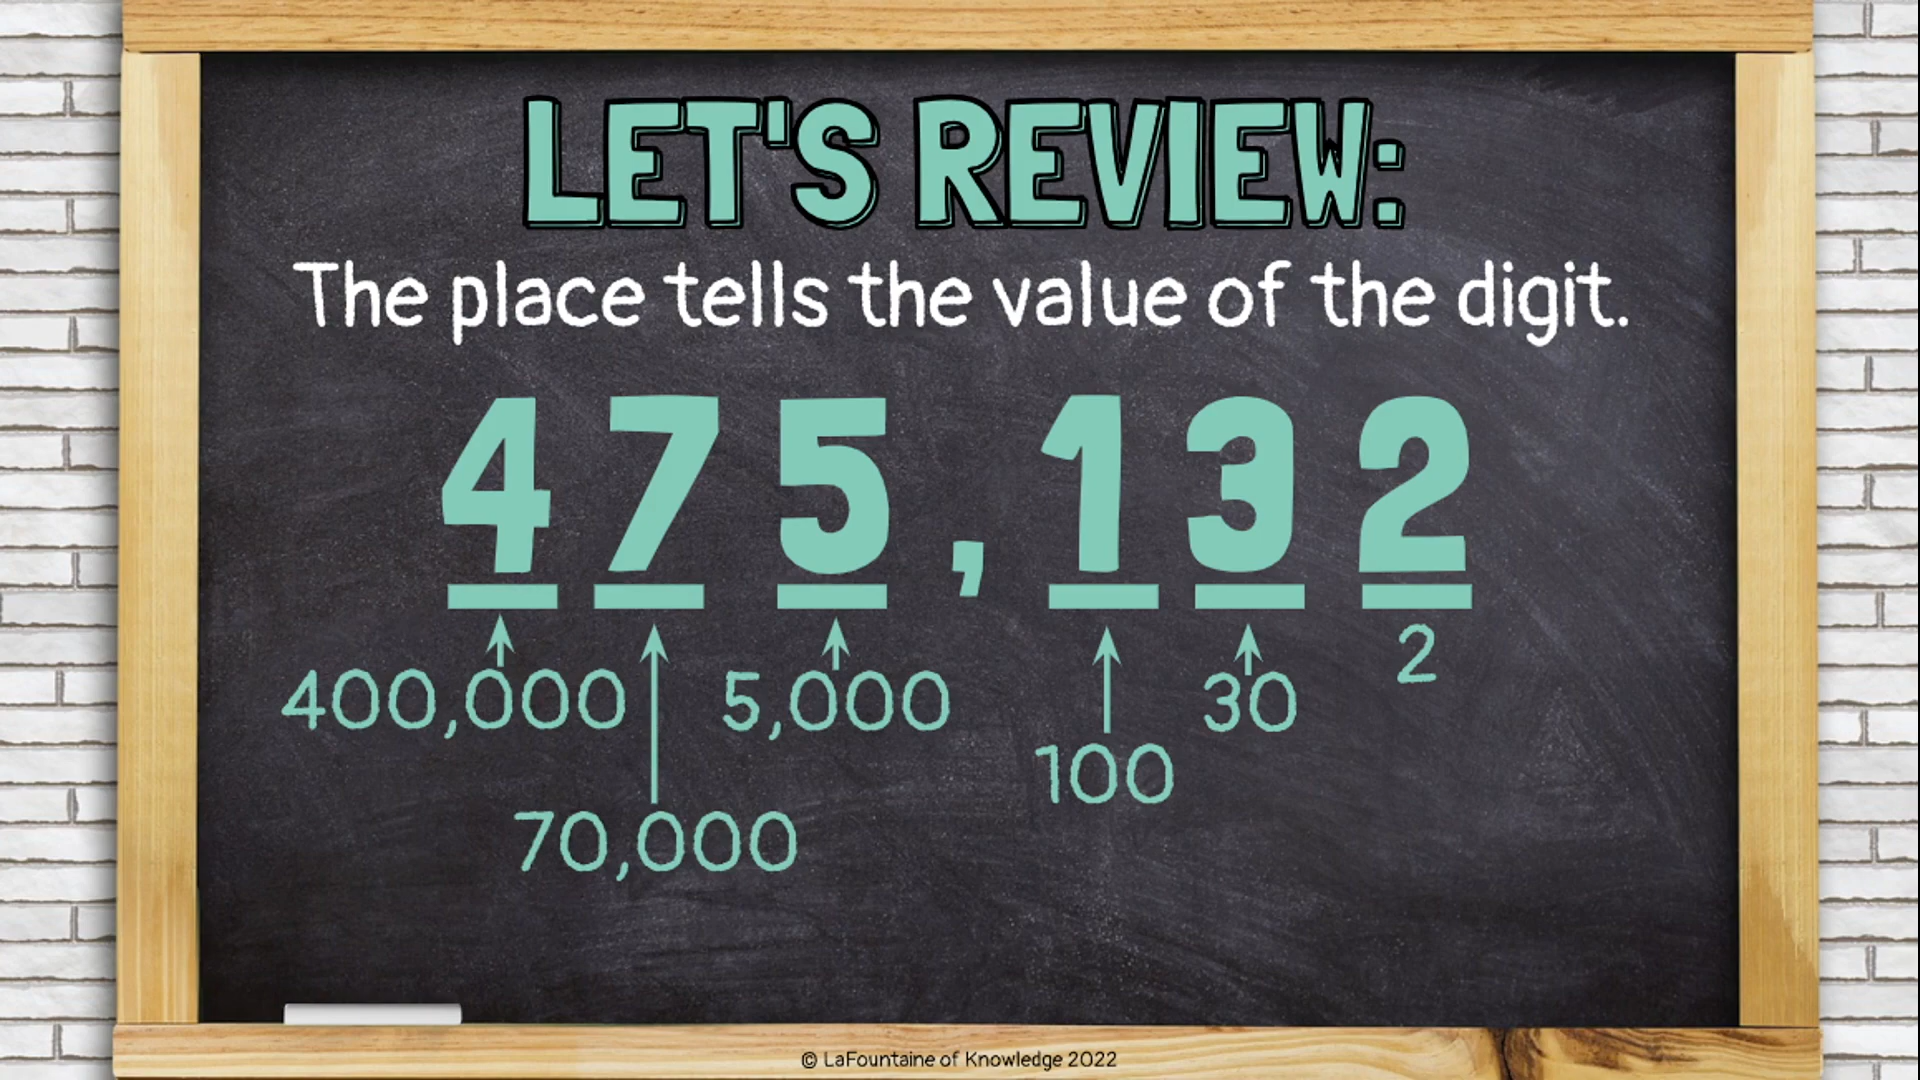 LET'S REVIEW:
The place tells the value of the digit.
475,132
400,000 5,000 30 2
100
70,000
© LaFountaine of Knowledge 2022